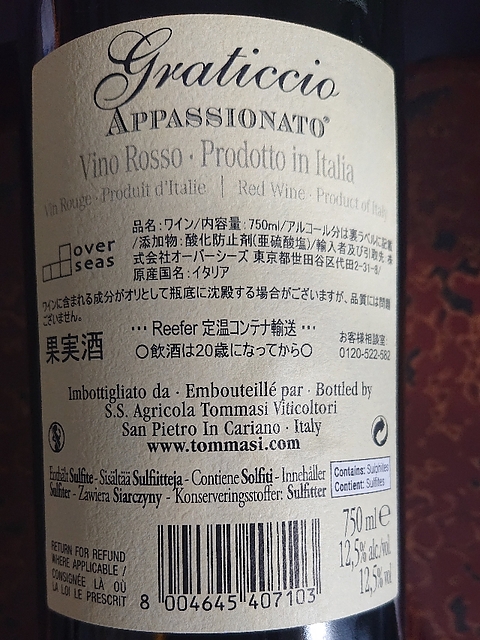 Graticcio
APPASSIONATO®
Vino Rosso · Prodotto in Italia
Vin Rouge · Produit d'Italie | Red Wine · Product of Italy
over
seas
品名:ワイン/内容量:750ml/アルコール分は裏ラベルに記載
/添加物:酸化防止剤(亜硫酸塩)/輸入者及び引取先 株
式会社オーバーシーズ 東京都世田谷区代田2-31-8/
原産国名:イタリア
ワインに含まれる成分がオリとして瓶底に沈殿する場合がございますが、品質には問題
ございません。
果実酒
··· Reefer 定温コンテナ輸送 ···
○飲酒は20歳になってから○
お客様相談室:
0120-522-582
Imbottigliato da · Embouteillé par · Bottled by
S.S. Agricola Tommasi Viticoltori
San Pietro In Cariano · Italy
www.tommasi.com
Enthält Sulfite - Sisältää Sulfiitteja - Contiene Solfiti - Innehåller
Sulfiter - Zawiera Siarczyny - Konserveringsstoffer: Sulfitter
Contains: Sulphites
Contient: Sulfites
RETURN FOR REFUND
WHERE APPLICABLE /
CONSIGNÉE LÀ OÙ
LA LOI LE PRESCRIT
750 ml ℮
12,5% alc./vol.
12,5% vol
8 004645 407103